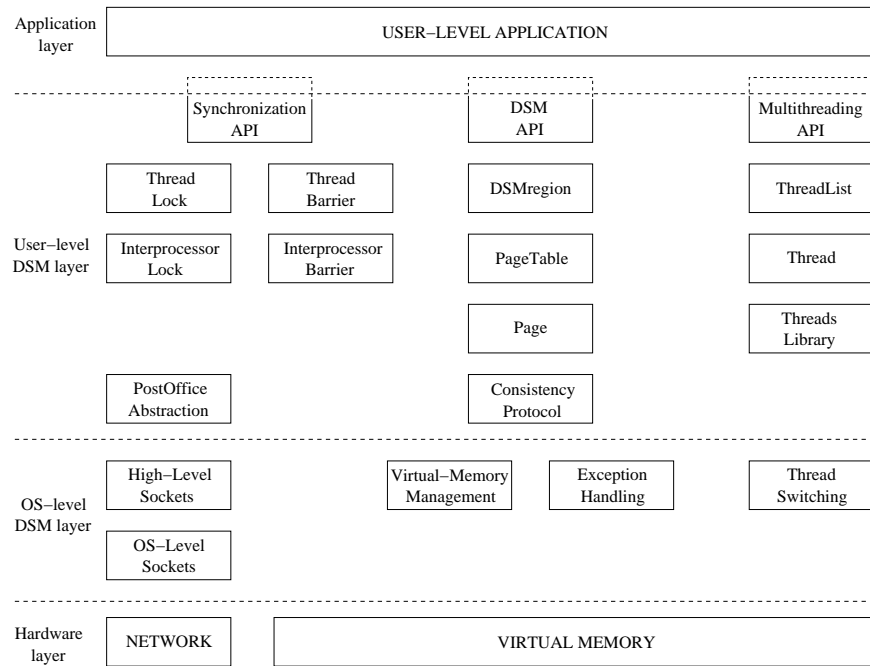 Application
layer
USER−LEVEL APPLICATION
Synchronization
API
DSM
API
Multithreading
API
Thread
Lock
Thread
Barrier
DSMregion
ThreadList
User−level
DSM layer
Interprocessor
Lock
Interprocessor
Barrier
PageTable
Thread
Page
Threads
Library
PostOffice
Abstraction
Consistency
Protocol
OS−level
DSM layer
High−Level
Sockets
Virtual−Memory
Management
Exception
Handling
Thread
Switching
OS−Level
Sockets
Hardware
layer
NETWORK
VIRTUAL MEMORY